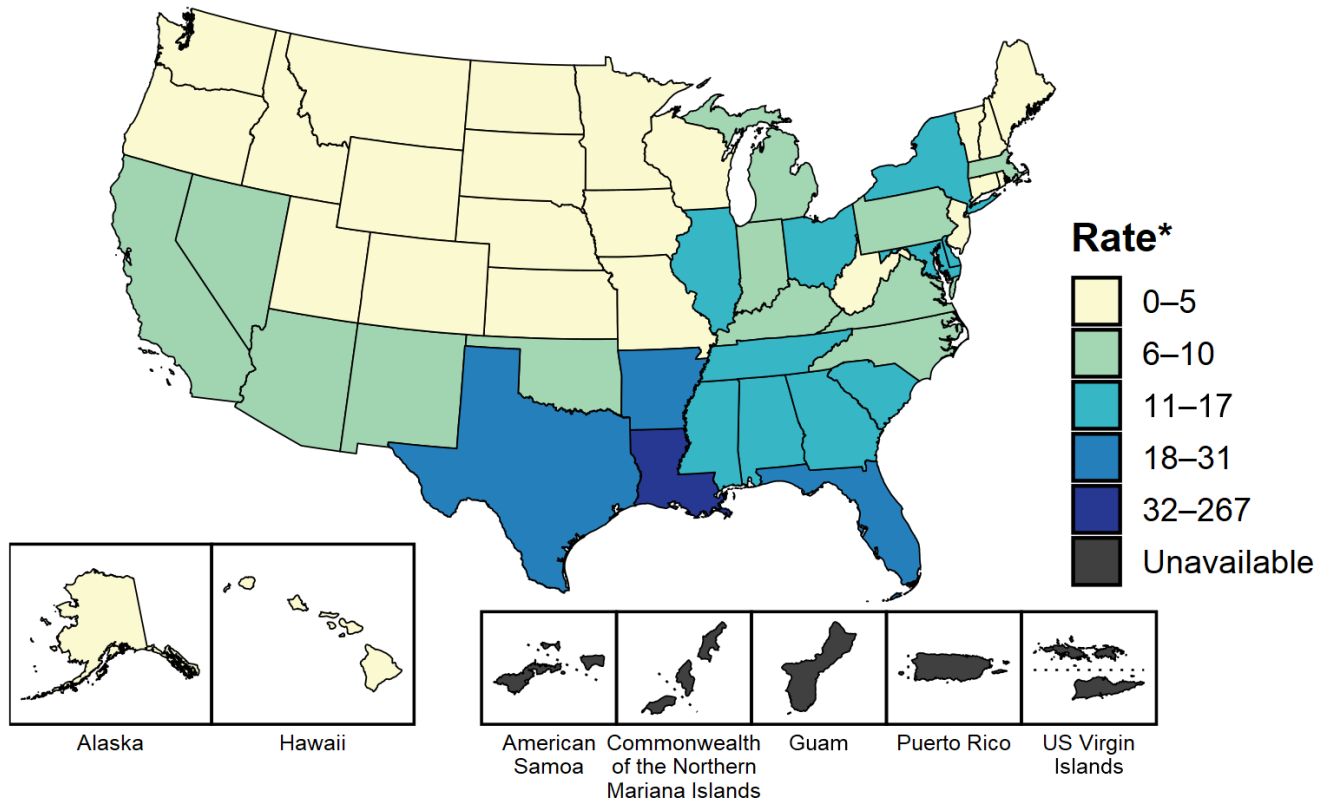 Rate*
0–5
6–10
11–17
18–31
32–267
Unavailable
Alaska
Hawaii
American
Samoa
Commonwealth
of the Northern
Mariana Islands
Guam
Puerto Rico
US Virgin
Islands